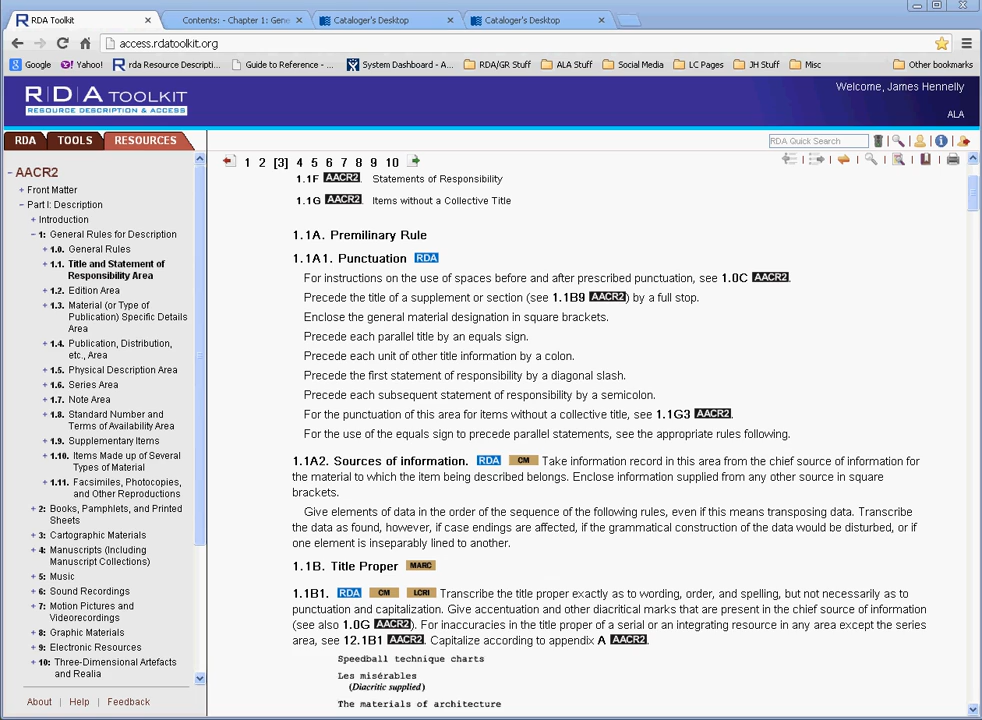 RDA Toolkit
Contents: - Chapter 1: Gene
Cataloger's Desktop
Cataloger's Desktop
access.rdatoolkit.org
Google
Yahoo!
rda Resource Descripti...
Guide to Reference - ...
System Dashboard - A...
RDA/GR Stuff
ALA Stuff
Social Media
LC Pages
JH Stuff
Misc
Other bookmarks
R|D|A TOOLKIT
RESOURCE DESCRIPTION & ACCESS
Welcome, James Hennelly
ALA
RDA
TOOLS
RESOURCES
RDA Quick Search
- AACR2
+ Front Matter
- Part I: Description
+ Introduction
- 1: General Rules for Description
+ 1.0. General Rules
+ 1.1. Title and Statement of
Responsibility Area
+ 1.2. Edition Area
+ 1.3. Material (or Type of
Publication) Specific Details
Area
+ 1.4. Publication, Distribution,
etc., Area
+ 1.5. Physical Description Area
+ 1.6. Series Area
+ 1.7. Note Area
+ 1.8. Standard Number and
Terms of Availability Area
+ 1.9. Supplementary Items
+ 1.10. Items Made up of Several
Types of Material
+ 1.11. Facsimiles, Photocopies,
and Other Reproductions
+ 2: Books, Pamphlets, and Printed
Sheets
+ 3: Cartographic Materials
+ 4: Manuscripts (Including
Manuscript Collections)
+ 5: Music
+ 6: Sound Recordings
+ 7: Motion Pictures and
Videorecordings
+ 8: Graphic Materials
+ 9: Electronic Resources
+ 10: Three-Dimensional Artefacts
and Realia
About | Help | Feedback
1 2 [3] 4 5 6 7 8 9 10
1.1F AACR2. Statements of Responsibility
1.1G AACR2. Items without a Collective Title
1.1A. Premilinary Rule
1.1A1. Punctuation RDA
For instructions on the use of spaces before and after prescribed punctuation, see 1.0C AACR2.
Precede the title of a supplement or section (see 1.1B9 AACR2) by a full stop.
Enclose the general material designation in square brackets.
Precede each parallel title by an equals sign.
Precede each unit of other title information by a colon.
Precede the first statement of responsibility by a diagonal slash.
Precede each subsequent statement of responsibility by a semicolon.
For the punctuation of this area for items without a collective title, see 1.1G3 AACR2.
For the use of the equals sign to precede parallel statements, see the appropriate rules following.
1.1A2. Sources of information. RDA CM Take information record in this area from the chief source of information for
the material to which the item being described belongs. Enclose information supplied from any other source in square
brackets.
Give elements of data in the order of the sequence of the following rules, even if this means transposing data. Transcribe
the data as found, however, if case endings are affected, if the grammatical construction of the data would be disturbed, or if
one element is inseparably lined to another.
1.1B. Title Proper MARC
1.1B1. RDA CM LCRI Transcribe the title proper exactly as to wording, order, and spelling, but not necessarily as to
punctuation and capitalization. Give accentuation and other diacritical marks that are present in the chief source of information
(see also 1.0G AACR2). For inaccuracies in the title proper of a serial or an integrating resource in any area except the series
area, see 12.1B1 AACR2. Capitalize according to appendix A AACR2.
Speedball technique charts
Les misérables
(Diacritic supplied)
The materials of architecture